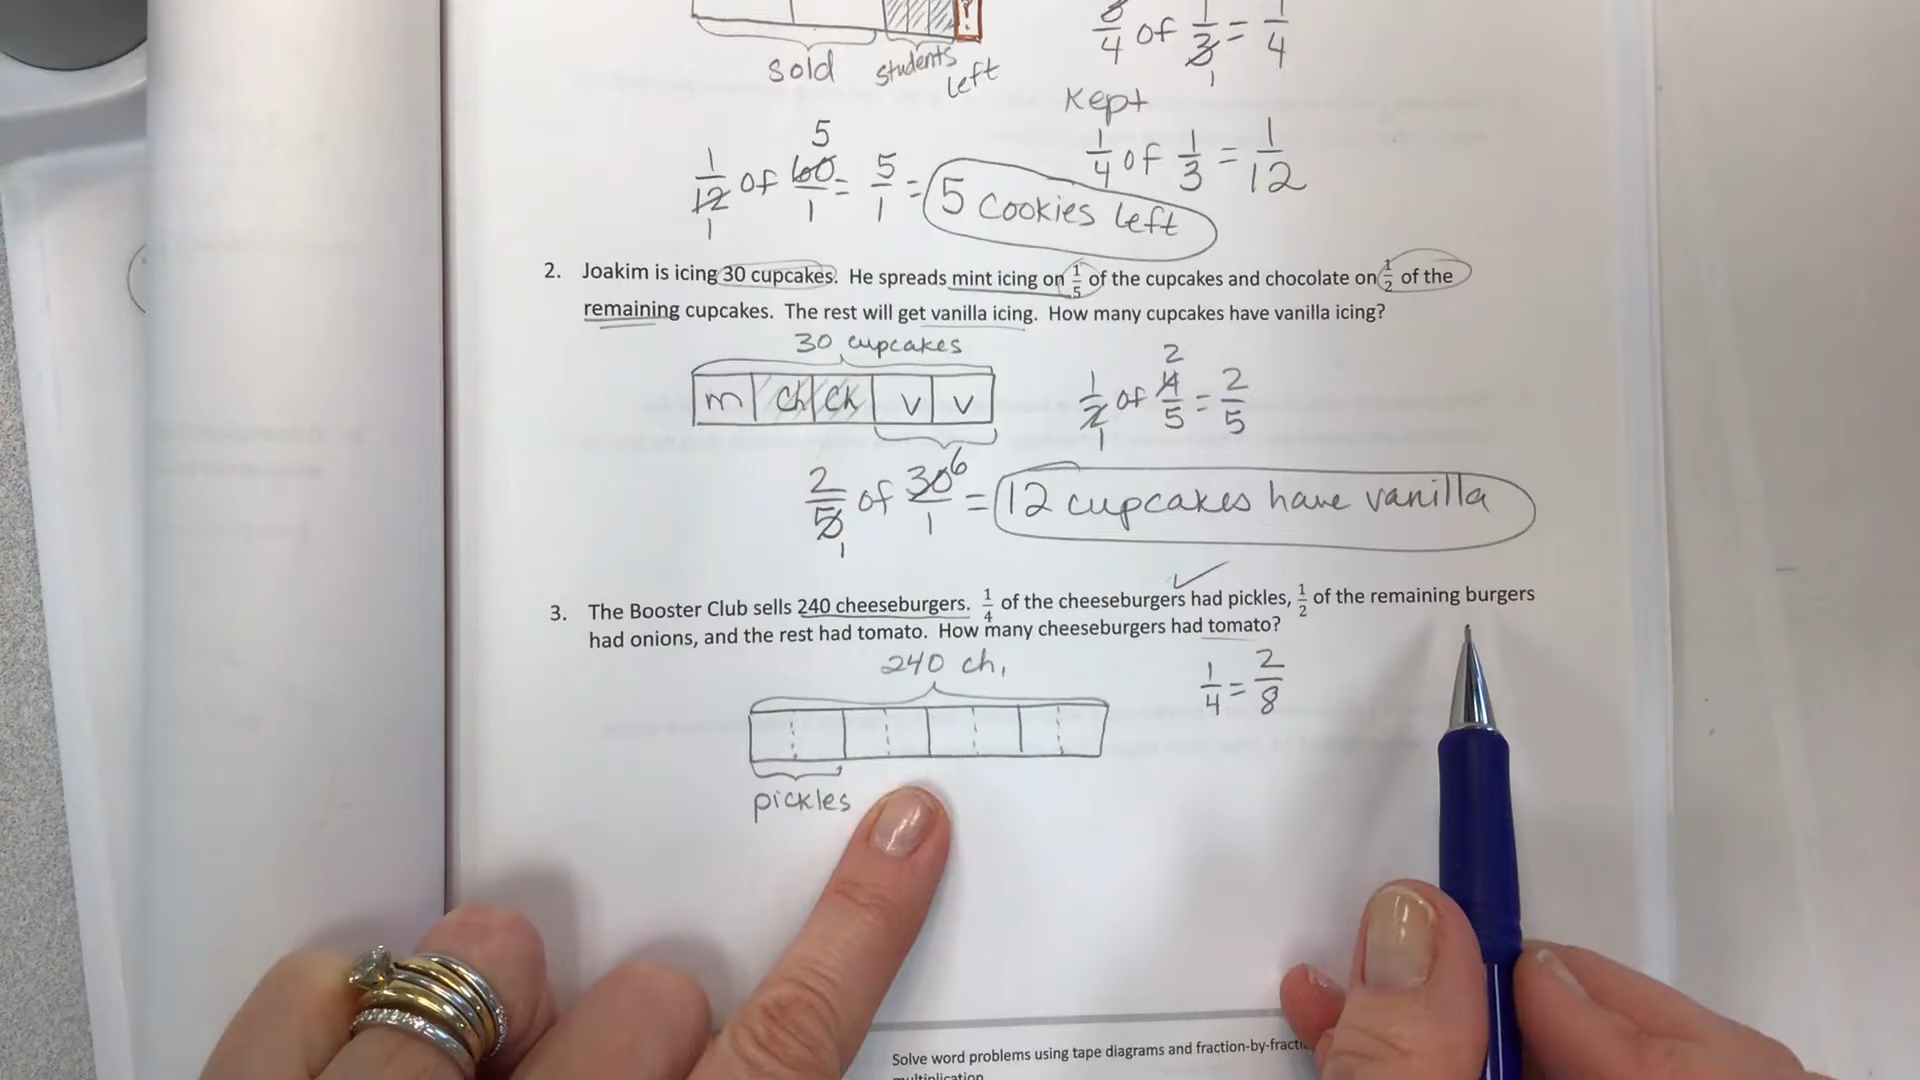 sold students left
3/4 of 1/3 = 1/4
1
Kept
1/4 of 1/3 = 1/12
5
1/12 of 60/1 = 5/1 = 5 cookies left
1
2. Joakim is icing 30 cupcakes. He spreads mint icing on 1/5 of the cupcakes and chocolate on 1/2 of the
remaining cupcakes. The rest will get vanilla icing. How many cupcakes have vanilla icing?
30 cupcakes
m ch ch v v
2
1/2 of 4/5 = 2/5
1
2/5 of 30/1 6 = 12 cupcakes have vanilla
1
3. The Booster Club sells 240 cheeseburgers. 1/4 of the cheeseburgers had pickles, 1/2 of the remaining burgers
had onions, and the rest had tomato. How many cheeseburgers had tomato?
240 ch.
1/4 = 2/8
pickles
Solve word problems using tape diagrams and
multiplication